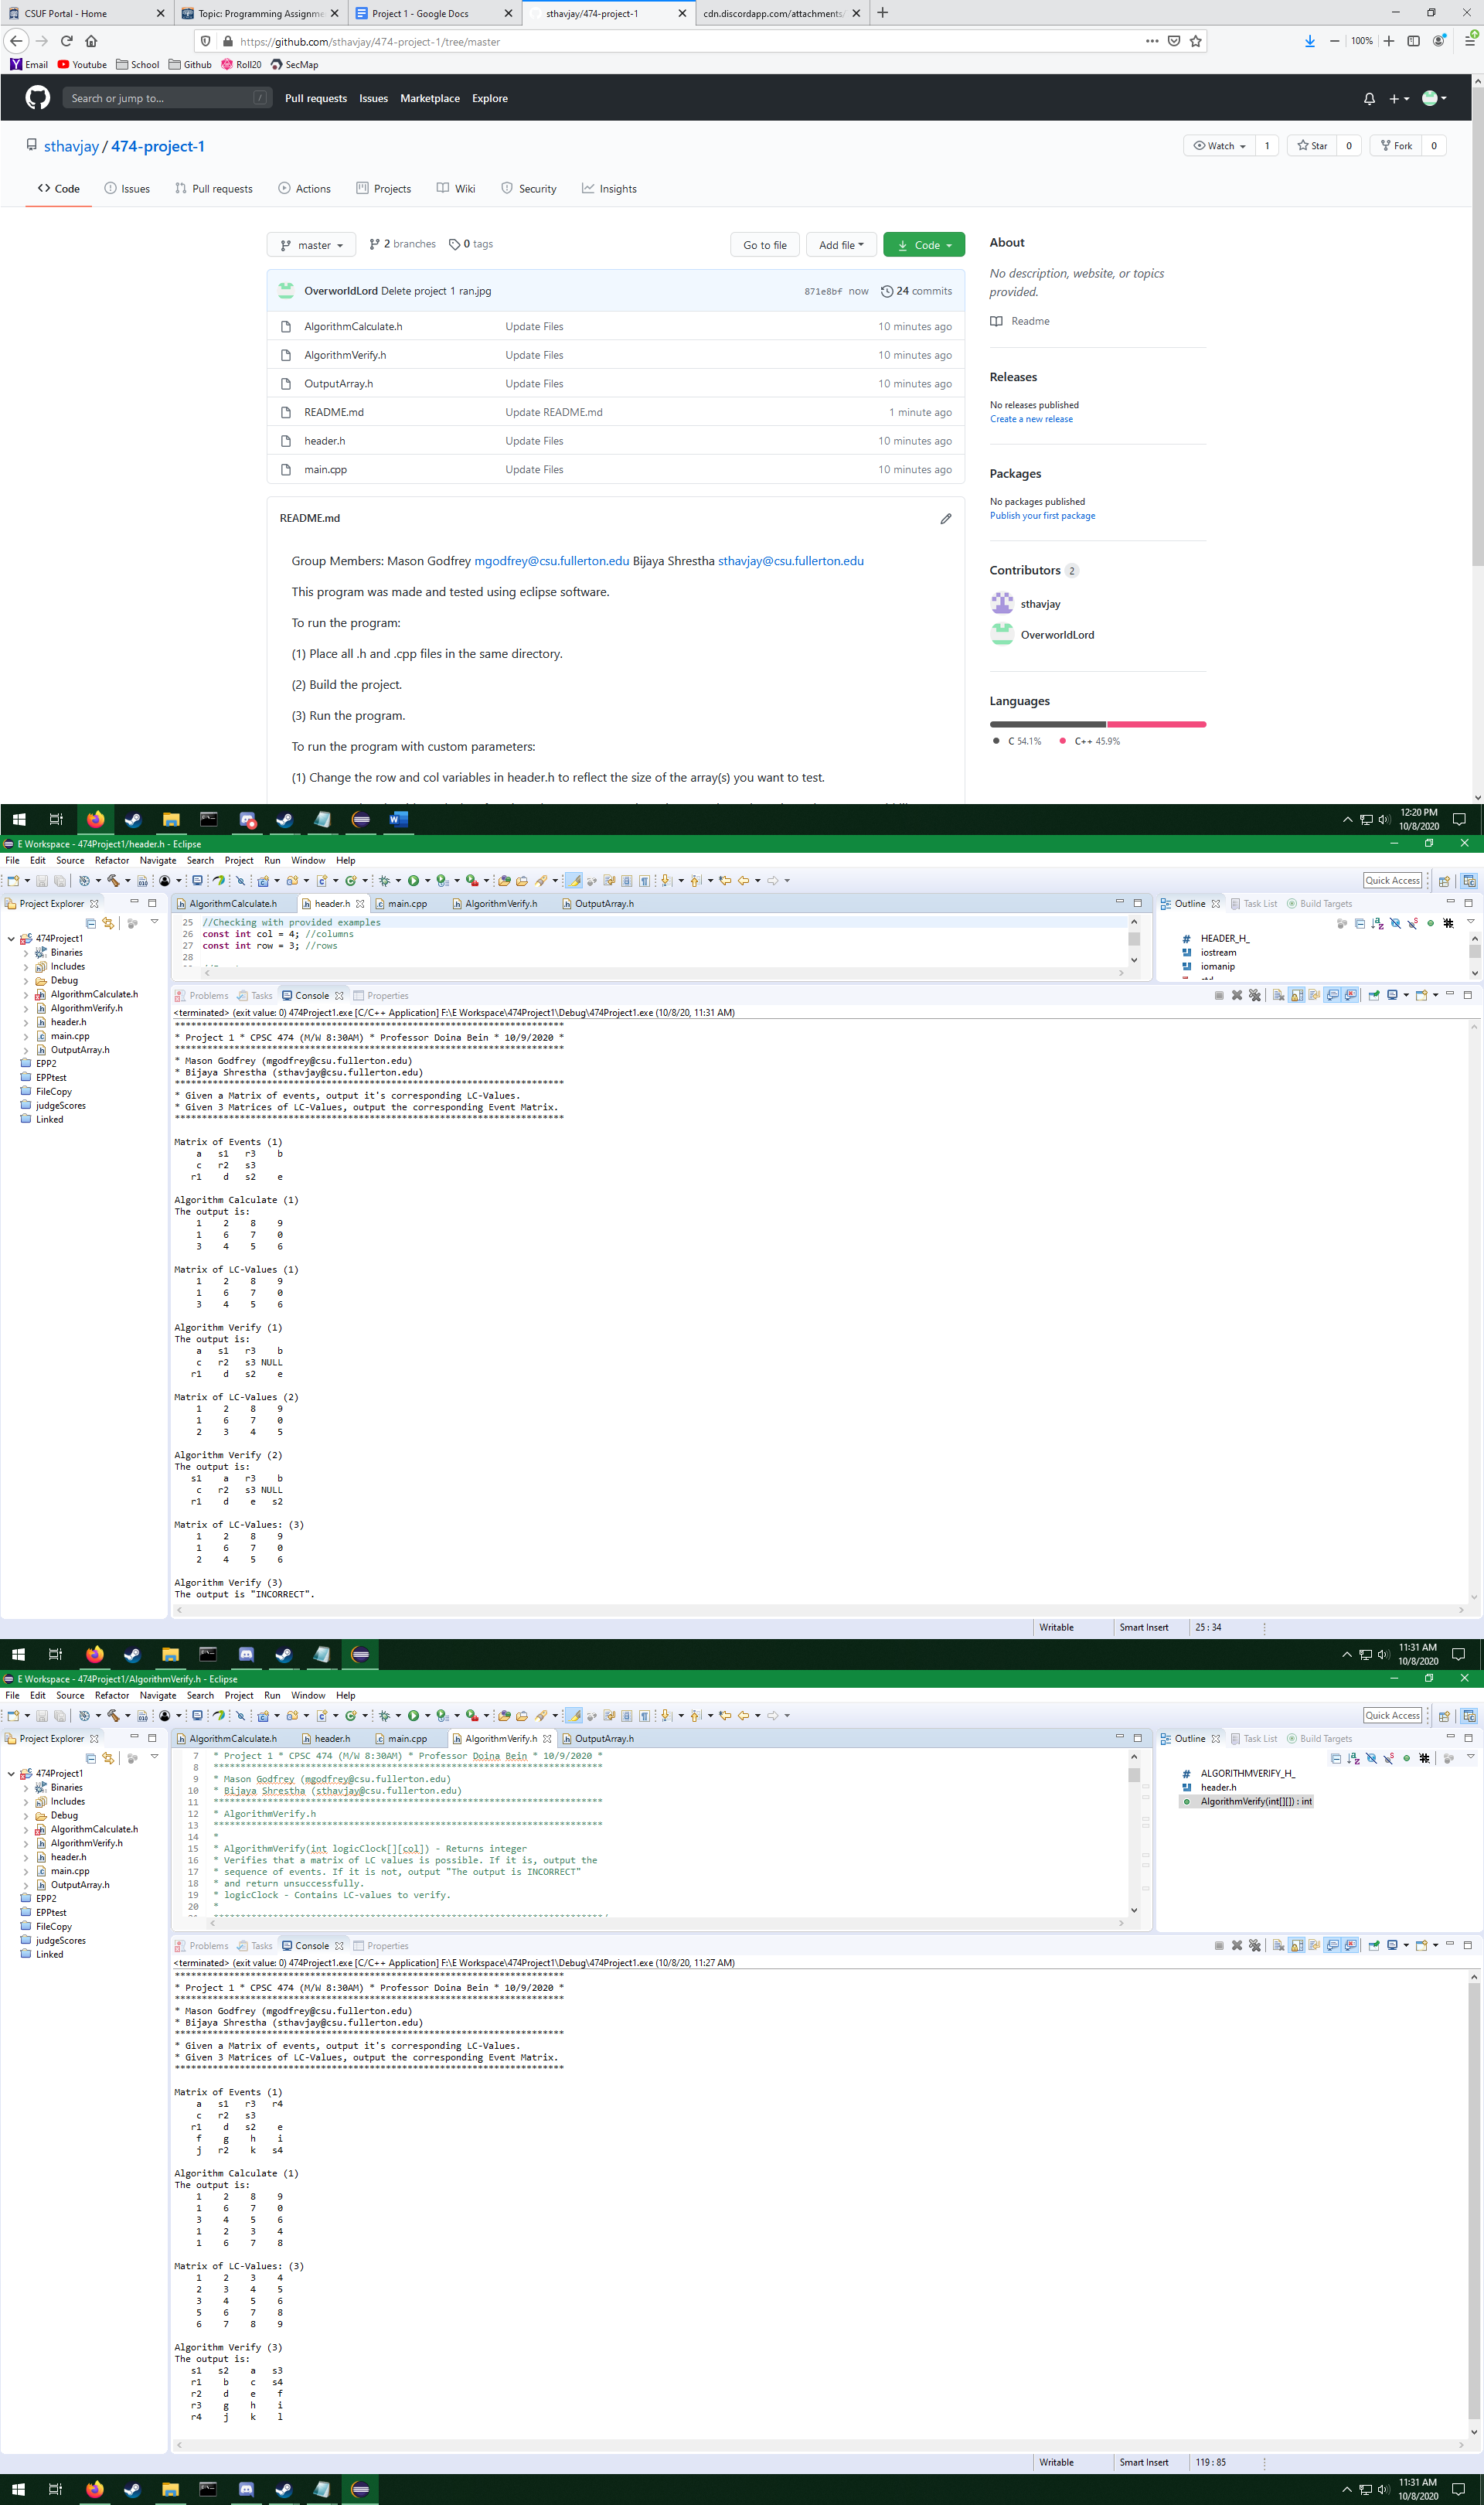 CSUF Portal - Home
Topic: Programming Assignme
Project 1 - Google Docs
sthavjay/474-project-1
cdn.discordapp.com/attachments/
https://github.com/sthavjay/474-project-1/tree/master
100%
Email Youtube School Github Roll20 SecMap
Search or jump to... /
Pull requests Issues Marketplace Explore
sthavjay / 474-project-1
Watch 1 Star 0 Fork 0
Code Issues Pull requests Actions Projects Wiki Security Insights
master 2 branches 0 tags
Go to file Add file Code
OverworldLord Delete project 1 ran.jpg 871e8bf now 24 commits
AlgorithmCalculate.h Update Files 10 minutes ago
AlgorithmVerify.h Update Files 10 minutes ago
OutputArray.h Update Files 10 minutes ago
README.md Update README.md 1 minute ago
header.h Update Files 10 minutes ago
main.cpp Update Files 10 minutes ago
README.md
Group Members: Mason Godfrey mgodfrey@csu.fullerton.edu Bijaya Shrestha sthavjay@csu.fullerton.edu
This program was made and tested using eclipse software.
To run the program:
(1) Place all .h and .cpp files in the same directory.
(2) Build the project.
(3) Run the program.
To run the program with custom parameters:
(1) Change the row and col variables in header.h to reflect the size of the array(s) you want to test.
About
No description, website, or topics
provided.
Readme
Releases
No releases published
Create a new release
Packages
No packages published
Publish your first package
Contributors 2
sthavjay
OverworldLord
Languages
C 54.1% C++ 45.9%
12:20 PM
10/8/2020
E Workspace - 474Project1/header.h - Eclipse
File Edit Source Refactor Navigate Search Project Run Window Help
Quick Access
Project Explorer
474Project1
Binaries
Includes
Debug
AlgorithmCalculate.h
AlgorithmVerify.h
header.h
main.cpp
OutputArray.h
EPP2
EPPtest
FileCopy
judgeScores
Linked
AlgorithmCalculate.h header.h main.cpp AlgorithmVerify.h OutputArray.h
25 //Checking with provided examples
26 const int col = 4; //columns
27 const int row = 3; //rows
28
Outline Task List Build Targets
HEADER_H_
iostream
iomanip
Problems Tasks Console Properties
<terminated> (exit value: 0) 474Project1.exe [C/C++ Application] F:\E Workspace\474Project1\Debug\474Project1.exe (10/8/20, 11:31 AM)
************************************************************************
* Project 1 * CPSC 474 (M/W 8:30AM) * Professor Doina Bein * 10/9/2020 *
************************************************************************
* Mason Godfrey (mgodfrey@csu.fullerton.edu)
* Bijaya Shrestha (sthavjay@csu.fullerton.edu)
************************************************************************
* Given a Matrix of events, output it's corresponding LC-Values.
* Given 3 Matrices of LC-Values, output the corresponding Event Matrix.
************************************************************************
Matrix of Events (1)
a s1 r3 b
c r2 s3
r1 d s2 e
Algorithm Calculate (1)
The output is:
1 2 8 9
1 6 7 0
3 4 5 6
Matrix of LC-Values (1)
1 2 8 9
1 6 7 0
3 4 5 6
Algorithm Verify (1)
The output is:
a s1 r3 b
c r2 s3 NULL
r1 d s2 e
Matrix of LC-Values (2)
1 2 8 9
1 6 7 0
2 3 4 5
Algorithm Verify (2)
The output is:
s1 a r3 b
c r2 s3 NULL
r1 d e s2
Matrix of LC-Values: (3)
1 2 8 9
1 6 7 0
2 4 5 6
Algorithm Verify (3)
The output is "INCORRECT".
Writable Smart Insert 25 : 34
11:31 AM
10/8/2020
E Workspace - 474Project1/AlgorithmVerify.h - Eclipse
File Edit Source Refactor Navigate Search Project Run Window Help
Quick Access
Project Explorer
474Project1
Binaries
Includes
Debug
AlgorithmCalculate.h
AlgorithmVerify.h
header.h
main.cpp
OutputArray.h
EPP2
EPPtest
FileCopy
judgeScores
Linked
AlgorithmCalculate.h header.h main.cpp AlgorithmVerify.h OutputArray.h
7 * Project 1 * CPSC 474 (M/W 8:30AM) * Professor Doina Bein * 10/9/2020 *
8 ************************************************************************
9 * Mason Godfrey (mgodfrey@csu.fullerton.edu)
10 * Bijaya Shrestha (sthavjay@csu.fullerton.edu)
11 ************************************************************************
12 * AlgorithmVerify.h
13 ************************************************************************
14 *
15 * AlgorithmVerify(int logicClock[][col]) - Returns integer
16 * Verifies that a matrix of LC values is possible. If it is, output the
17 * sequence of events. If it is not, output "The output is INCORRECT"
18 * and return unsuccessfully.
19 * logicClock - Contains LC-values to verify.
20 *
Outline Task List Build Targets
ALGORITHMVERIFY_H_
header.h
AlgorithmVerify(int[][]) : int
Problems Tasks Console Properties
<terminated> (exit value: 0) 474Project1.exe [C/C++ Application] F:\E Workspace\474Project1\Debug\474Project1.exe (10/8/20, 11:27 AM)
************************************************************************
* Project 1 * CPSC 474 (M/W 8:30AM) * Professor Doina Bein * 10/9/2020 *
************************************************************************
* Mason Godfrey (mgodfrey@csu.fullerton.edu)
* Bijaya Shrestha (sthavjay@csu.fullerton.edu)
************************************************************************
* Given a Matrix of events, output it's corresponding LC-Values.
* Given 3 Matrices of LC-Values, output the corresponding Event Matrix.
************************************************************************
Matrix of Events (1)
a s1 r3 r4
c r2 s3
r1 d s2 e
f g h i
j r2 k s4
Algorithm Calculate (1)
The output is:
1 2 8 9
1 6 7 0
3 4 5 6
1 2 3 4
1 6 7 8
Matrix of LC-Values: (3)
1 2 3 4
2 3 4 5
3 4 5 6
5 6 7 8
6 7 8 9
Algorithm Verify (3)
The output is:
s1 s2 a s3
r1 b c s4
r2 d e f
r3 g h i
r4 j k l
Writable Smart Insert 119 : 85
11:31 AM
10/8/2020